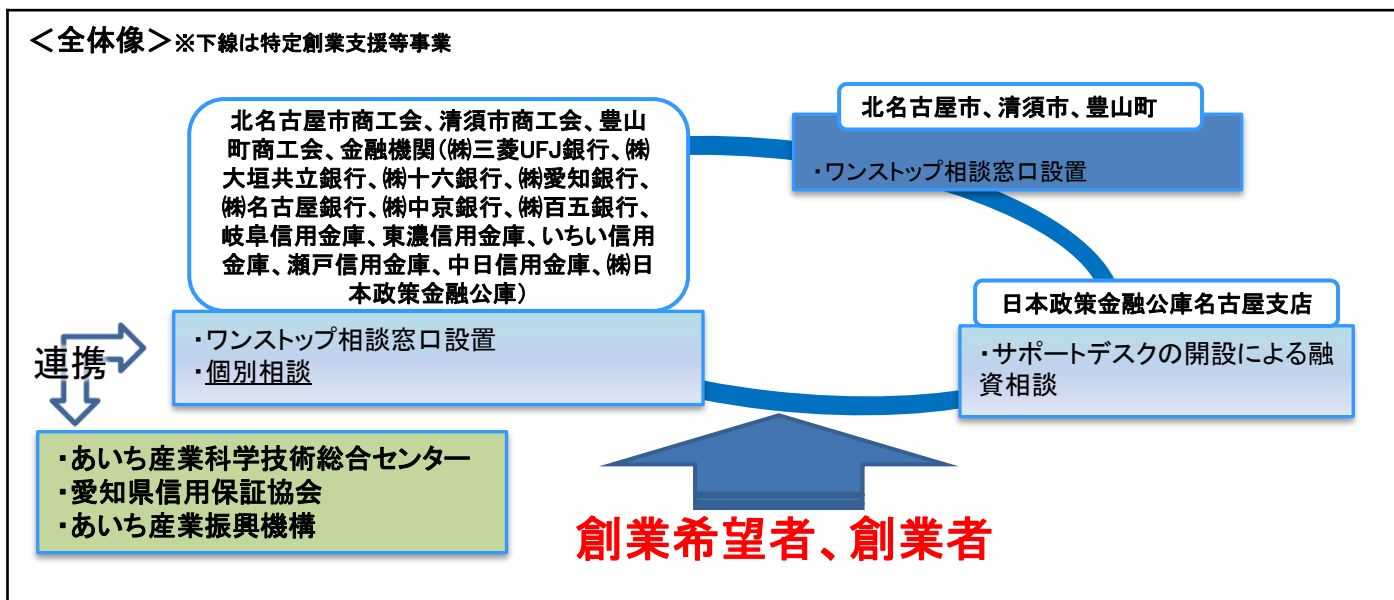 ＜全体像＞※下線は特定創業支援等事業
北名古屋市商工会、清須市商工会、豊山
町商工会、金融機関（㈱三菱UFJ銀行、㈱
大垣共立銀行、㈱十六銀行、㈱愛知銀行、
㈱名古屋銀行、㈱中京銀行、㈱百五銀行、
岐阜信用金庫、東濃信用金庫、いちい信用
金庫、瀬戸信用金庫、中日信用金庫、㈱日
本政策金融公庫）
・ワンストップ相談窓口設置
・個別相談
北名古屋市、清須市、豊山町
・ワンストップ相談窓口設置
日本政策金融公庫名古屋支店
・サポートデスクの開設による融
資相談
連携
・あいち産業科学技術総合センター
・愛知県信用保証協会
・あいち産業振興機構
創業希望者、創業者